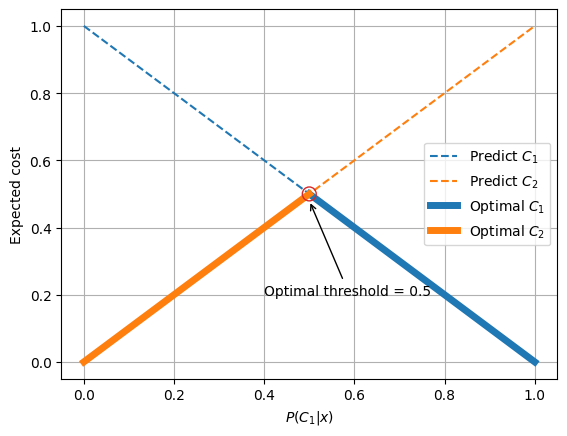 1.0
0.8
0.6
0.4
0.2
0.0
Expected cost
Predict C₁
Predict C₂
Optimal C₁
Optimal C₂
Optimal threshold = 0.5
0.0 0.2 0.4 0.6 0.8 1.0
P(C₁|x)